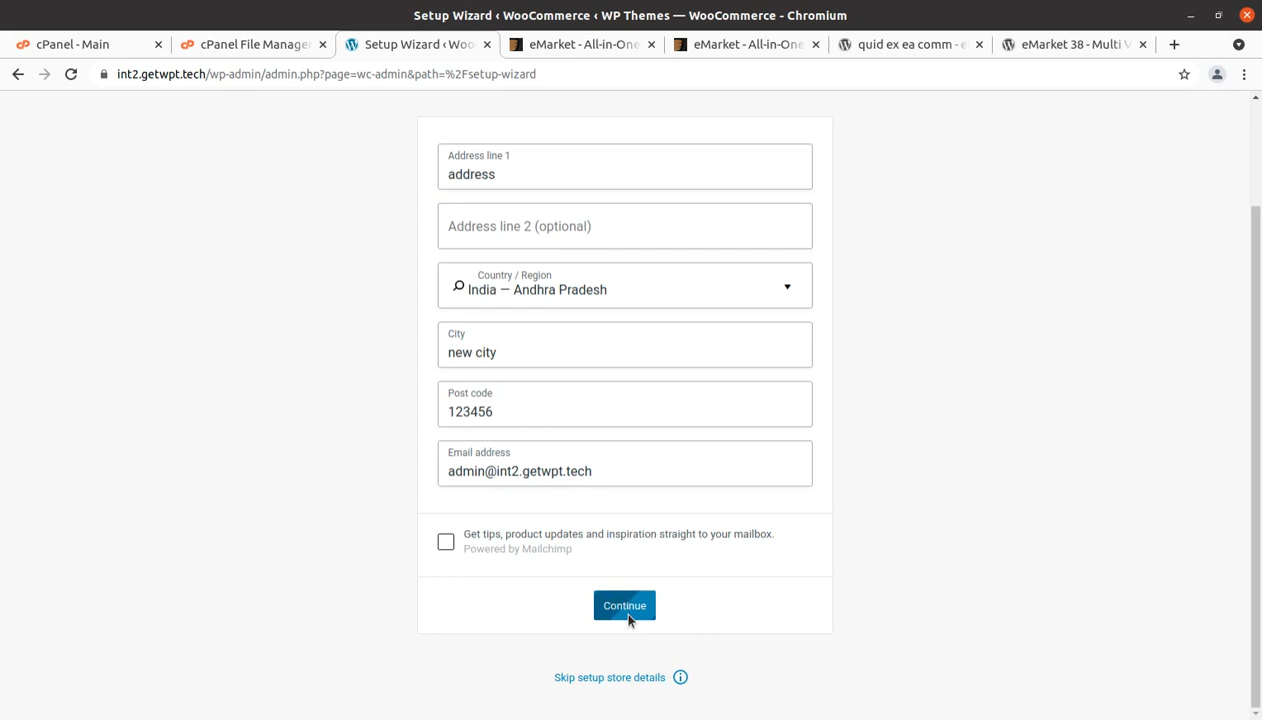 Setup Wizard ‹ WooCommerce ‹ WP Themes — WooCommerce - Chromium
cPanel - Main
cPanel File Manage
Setup Wizard ‹ Woo
eMarket - All-in-One
eMarket - All-in-One
quid ex ea comm - e
eMarket 38 - Multi V
int2.getwpt.tech/wp-admin/admin.php?page=wc-admin&path=%2Fsetup-wizard
Address line 1
address
Address line 2 (optional)
Country / Region
India — Andhra Pradesh
City
new city
Post code
123456
Email address
admin@int2.getwpt.tech
Get tips, product updates and inspiration straight to your mailbox.
Powered by Mailchimp
Continue
Skip setup store details